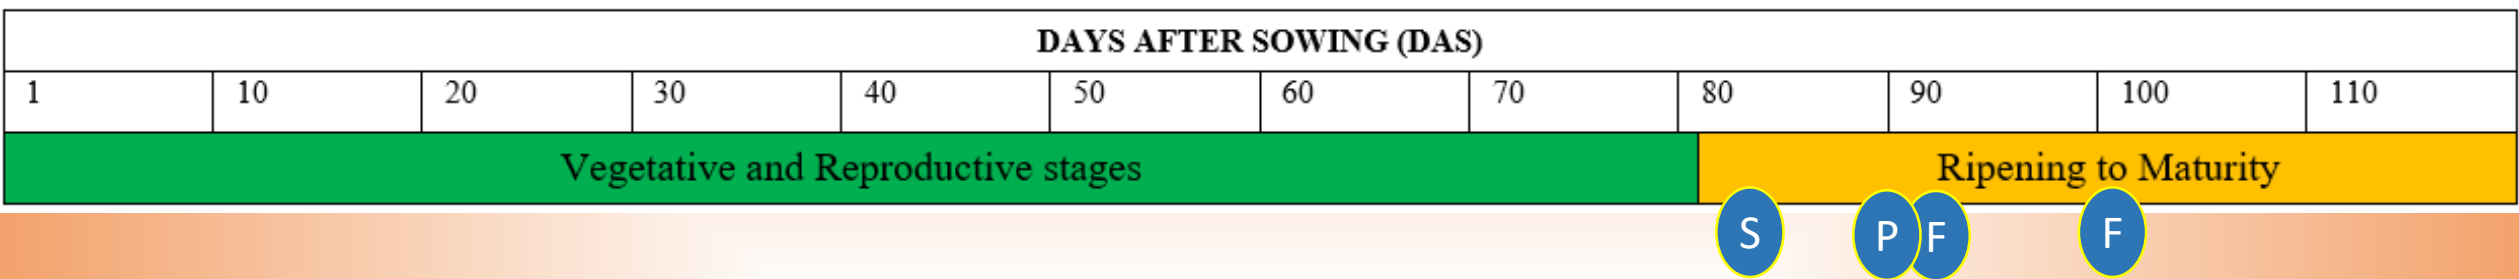 DAYS AFTER SOWING (DAS)
1 10 20 30 40 50 60 70 80 90 100 110
Vegetative and Reproductive stages Ripening to Maturity
S P F F